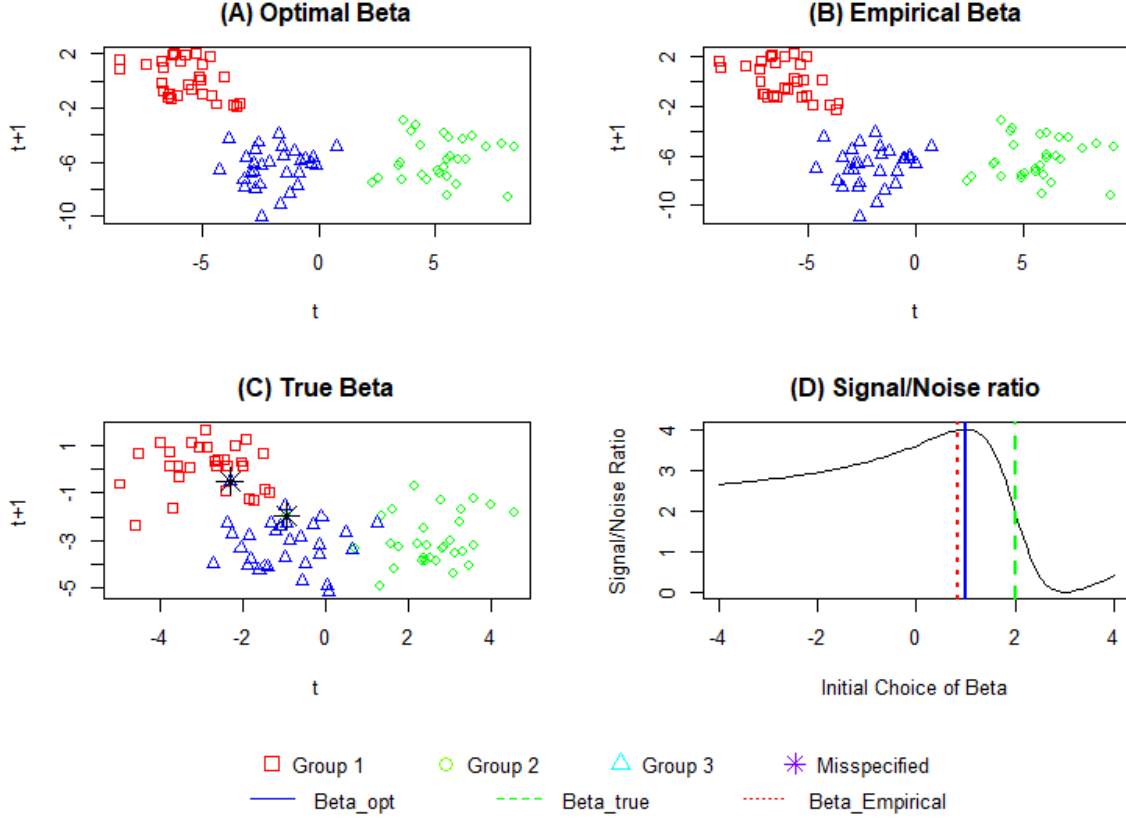 (A) Optimal Beta
(B) Empirical Beta
t+1
2
-2
-6
-10
-5
0
5
t
t+1
2
-2
-6
-10
-5
0
5
t
(C) True Beta
(D) Signal/Noise ratio
t+1
1
-1
-3
-5
-4
-2
0
2
4
t
Signal/Noise Ratio
4
3
2
1
0
-4
-2
0
2
4
Initial Choice of Beta
Group 1 Group 2 Group 3 Misspecified
Beta_opt Beta_true Beta_Empirical